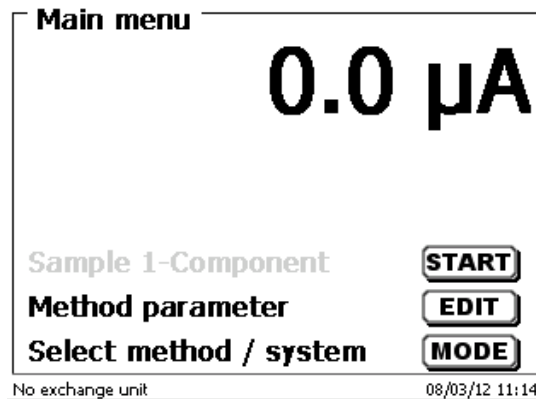 Main menu
0.0 µA
Sample 1-Component START
Method parameter EDIT
Select method / system MODE
No exchange unit 08/03/12 11:14